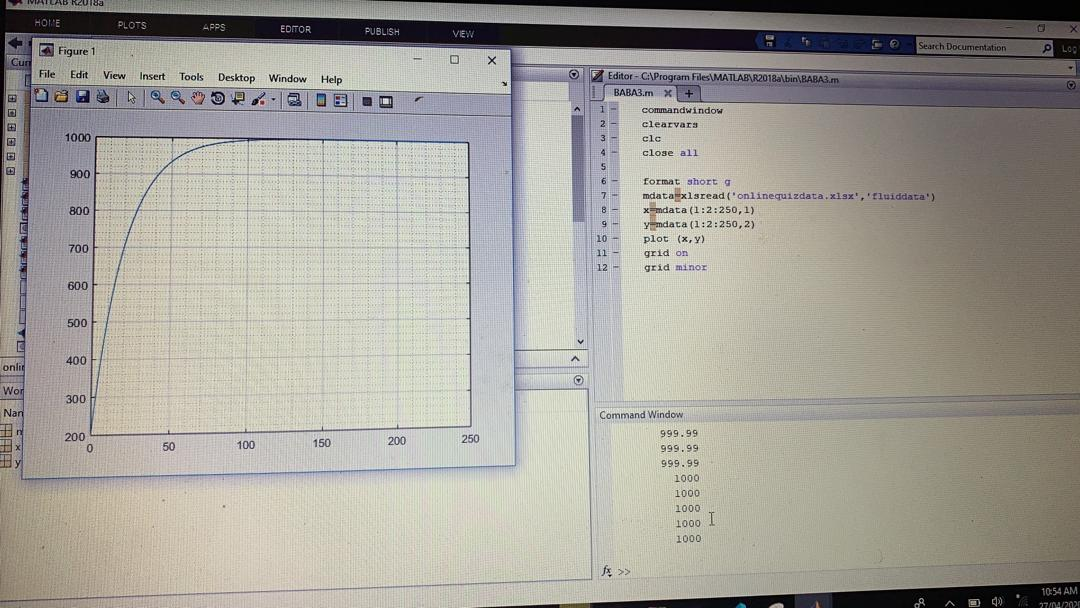 MATLAB R2018a
HOME PLOTS APPS EDITOR PUBLISH VIEW
Search Documentation
Log
Figure 1
File Edit View Insert Tools Desktop Window Help
1000
900
800
700
600
500
400
300
200
0 50 100 150 200 250
Editor - C:\Program Files\MATLAB\R2018a\bin\BABA3.m
BABA3.m
1 commandwindow
2 clearvars
3 clc
4 close all
5
6 format short g
7 mdata=xlsread('onlinequizdata.xlsx','fluiddata')
8 x=mdata(1:2:250,1)
9 y=mdata(1:2:250,2)
10 plot (x,y)
11 grid on
12 grid minor
Command Window
999.99
999.99
999.99
1000
1000
1000
1000
1000
fx >>
x
y
10:54 AM